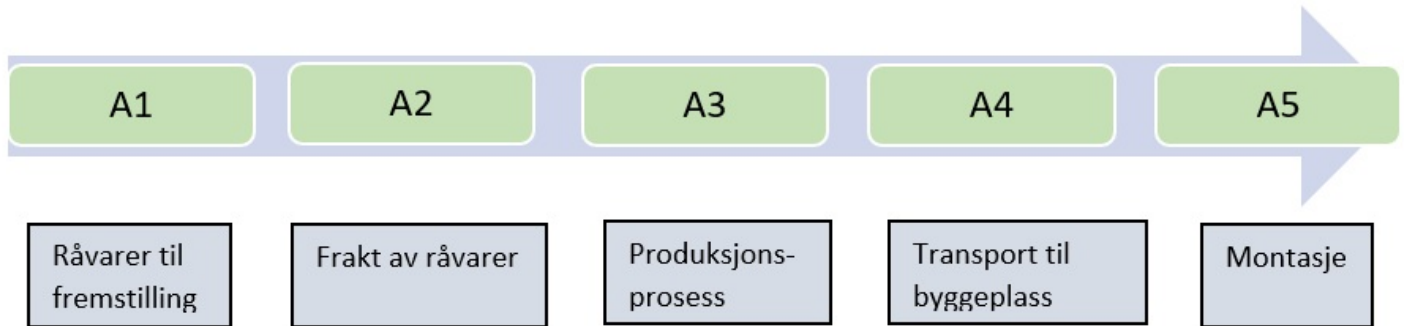 A1
A2
A3
A4
A5
Råvarer til
fremstilling
Frakt av råvarer
Produksjons-
prosess
Transport til
byggeplass
Montasje